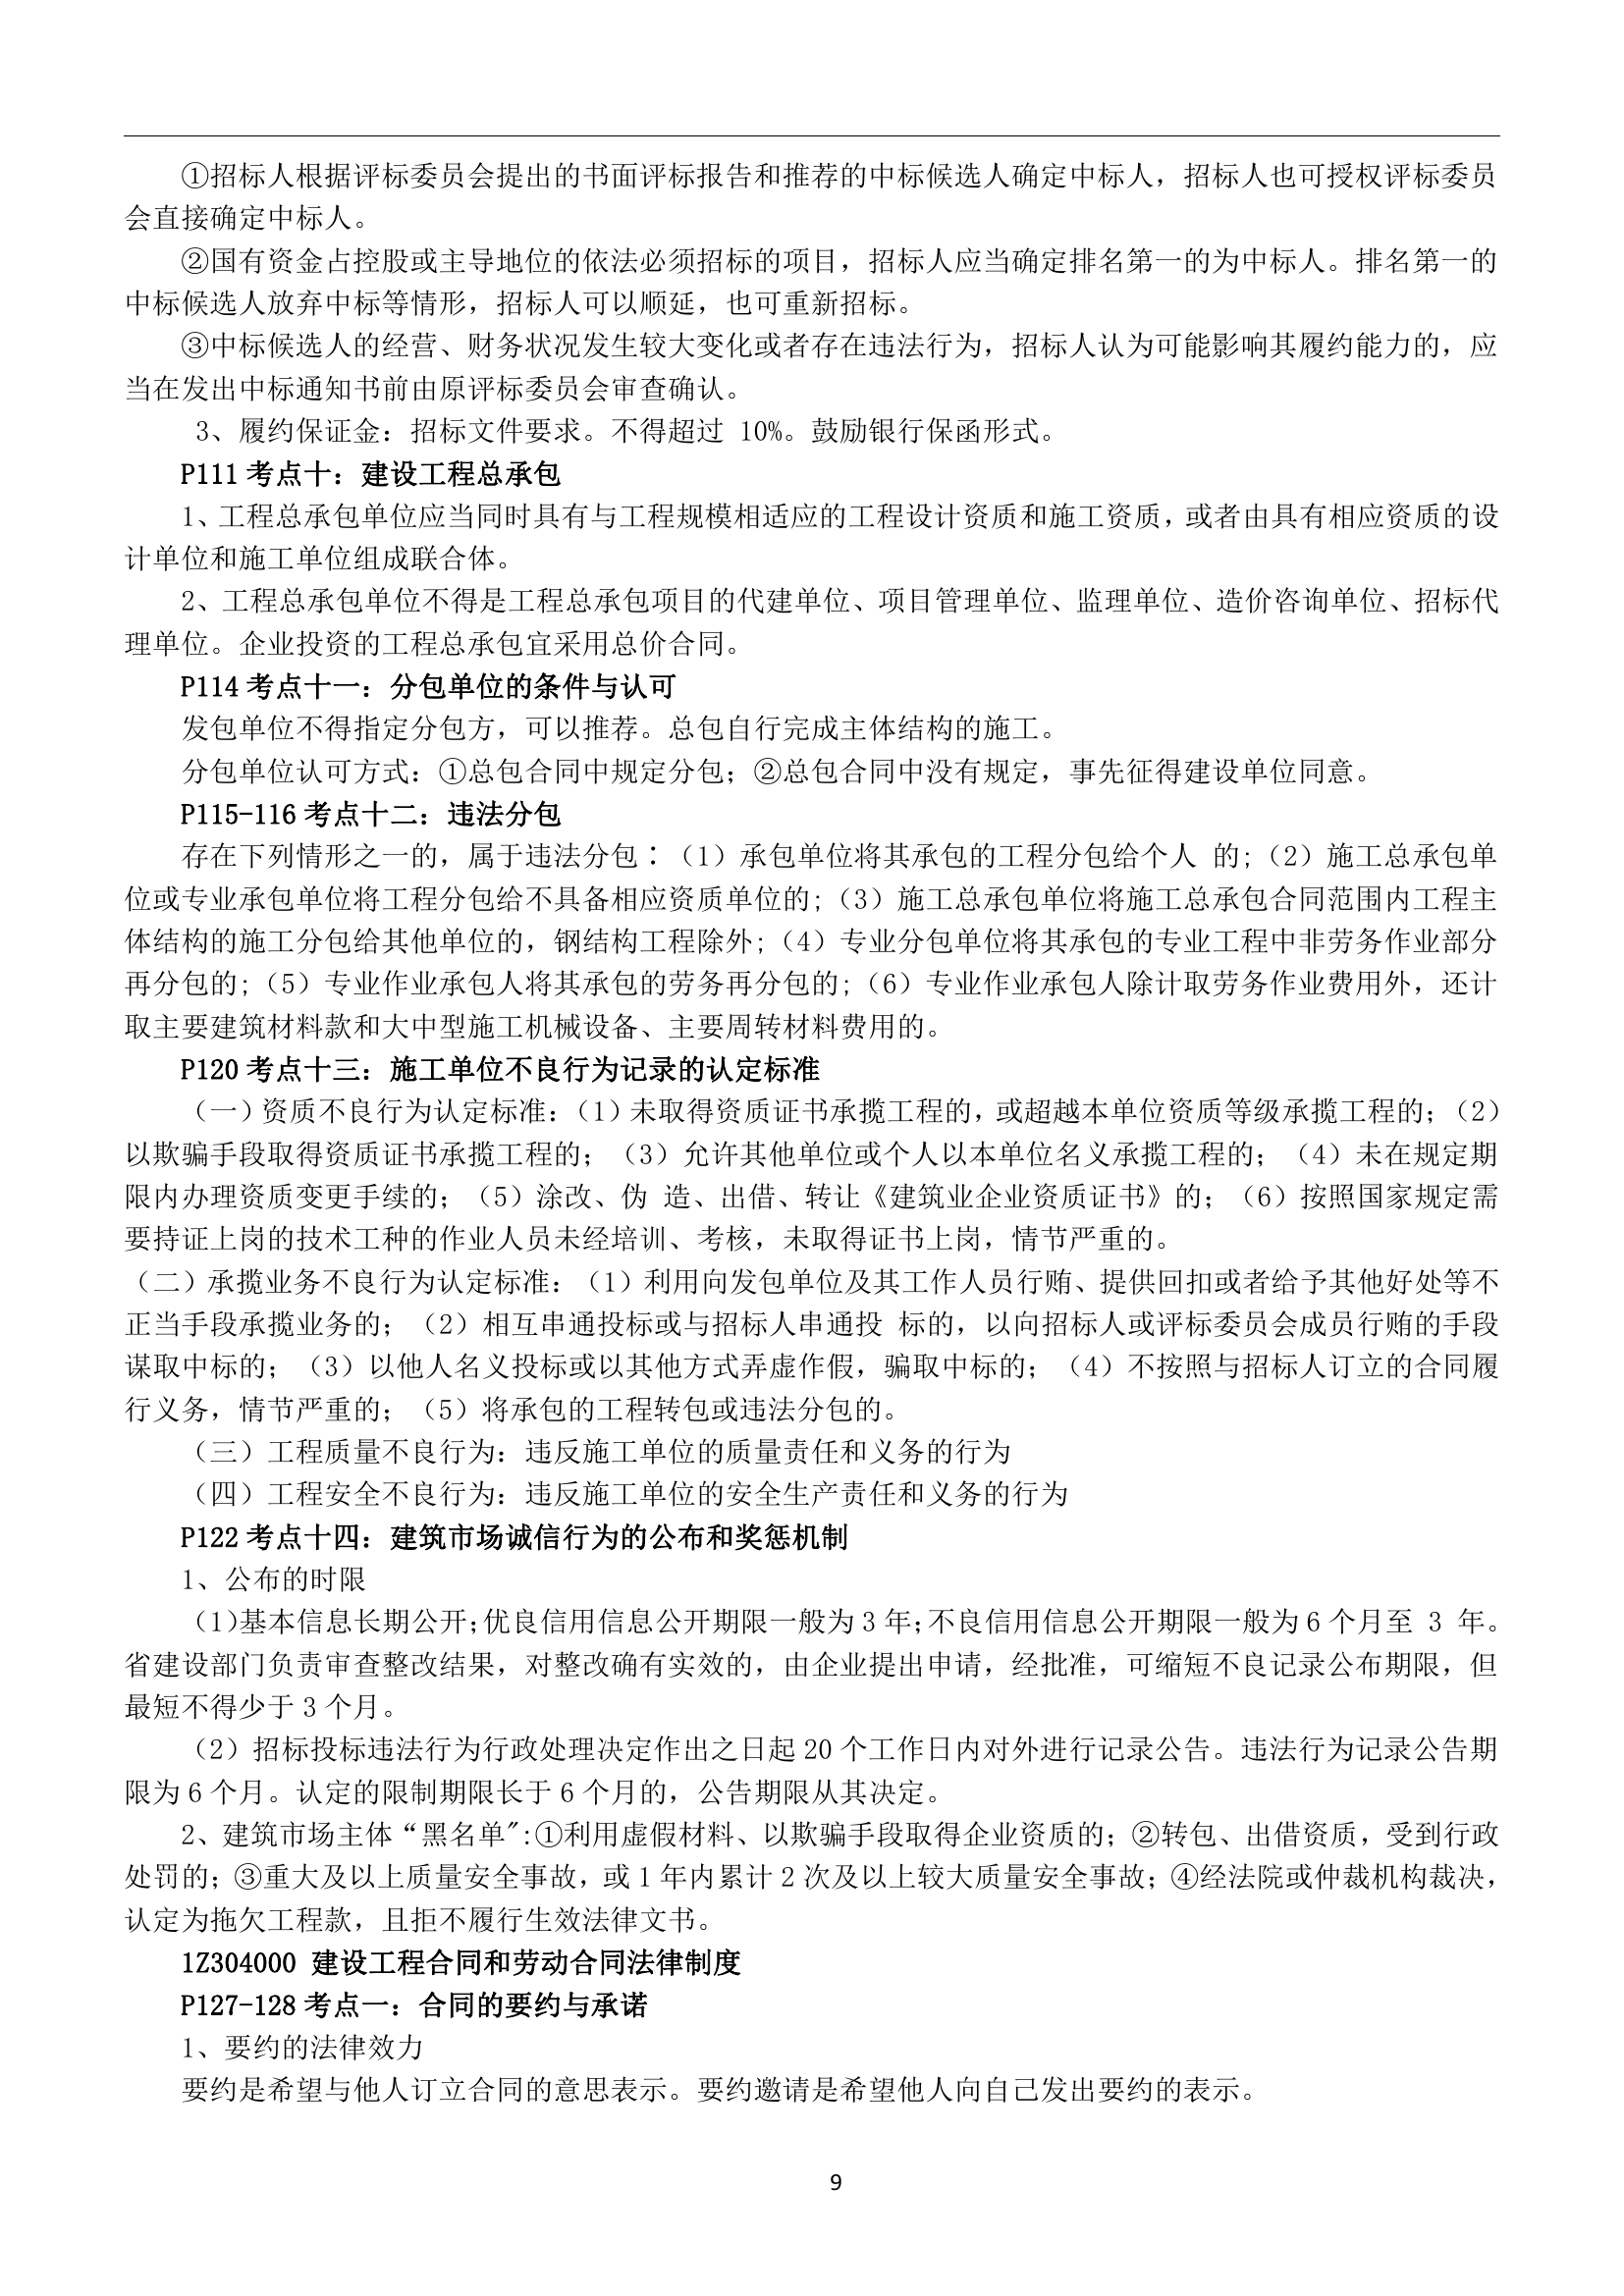 ①招标人根据评标委员会提出的书面评标报告和推荐的中标候选人确定中标人，招标人也可授权评标委员
会直接确定中标人。
②国有资金占控股或主导地位的依法必须招标的项目，招标人应当确定排名第一的为中标人。排名第一的
中标候选人放弃中标等情形，招标人可以顺延，也可重新招标。
③中标候选人的经营、财务状况发生较大变化或者存在违法行为，招标人认为可能影响其履约能力的，应
当在发出中标通知书前由原评标委员会审查确认。
3、履约保证金：招标文件要求。不得超过 10%。鼓励银行保函形式。
P111 考点十：建设工程总承包
1、工程总承包单位应当同时具有与工程规模相适应的工程设计资质和施工资质，或者由具有相应资质的设
计单位和施工单位组成联合体。
2、工程总承包单位不得是工程总承包项目的代建单位、项目管理单位、监理单位、造价咨询单位、招标代
理单位。企业投资的工程总承包宜采用总价合同。
P114 考点十一：分包单位的条件与认可
发包单位不得指定分包方，可以推荐。总包自行完成主体结构的施工。
分包单位认可方式：①总包合同中规定分包；②总包合同中没有规定，事先征得建设单位同意。
P115-116 考点十二：违法分包
存在下列情形之一的，属于违法分包：（1）承包单位将其承包的工程分包给个人 的;（2）施工总承包单
位或专业承包单位将工程分包给不具备相应资质单位的;（3）施工总承包单位将施工总承包合同范围内工程主
体结构的施工分包给其他单位的，钢结构工程除外;（4）专业分包单位将其承包的专业工程中非劳务作业部分
再分包的;（5）专业作业承包人将其承包的劳务再分包的;（6）专业作业承包人除计取劳务作业费用外，还计
取主要建筑材料款和大中型施工机械设备、主要周转材料费用的。
P120 考点十三：施工单位不良行为记录的认定标准
（一）资质不良行为认定标准：（1）未取得资质证书承揽工程的，或超越本单位资质等级承揽工程的；（2）
以欺骗手段取得资质证书承揽工程的；（3）允许其他单位或个人以本单位名义承揽工程的；（4）未在规定期
限内办理资质变更手续的；（5）涂改、伪 造、出借、转让《建筑业企业资质证书》的；（6）按照国家规定需
要持证上岗的技术工种的作业人员未经培训、考核，未取得证书上岗，情节严重的。
（二）承揽业务不良行为认定标准：（1）利用向发包单位及其工作人员行贿、提供回扣或者给予其他好处等不
正当手段承揽业务的；（2）相互串通投标或与招标人串通投 标的，以向招标人或评标委员会成员行贿的手段
谋取中标的；（3）以他人名义投标或以其他方式弄虚作假，骗取中标的；（4）不按照与招标人订立的合同履
行义务，情节严重的；（5）将承包的工程转包或违法分包的。
（三）工程质量不良行为：违反施工单位的质量责任和义务的行为
（四）工程安全不良行为：违反施工单位的安全生产责任和义务的行为
P122 考点十四：建筑市场诚信行为的公布和奖惩机制
1、公布的时限
（1）基本信息长期公开；优良信用信息公开期限一般为 3 年；不良信用信息公开期限一般为 6 个月至 3 年。
省建设部门负责审查整改结果，对整改确有实效的，由企业提出申请，经批准，可缩短不良记录公布期限，但
最短不得少于 3 个月。
（2）招标投标违法行为行政处理决定作出之日起 20 个工作日内对外进行记录公告。违法行为记录公告期
限为 6 个月。认定的限制期限长于 6 个月的，公告期限从其决定。
2、建筑市场主体“黑名单″:①利用虚假材料、以欺骗手段取得企业资质的；②转包、出借资质，受到行政
处罚的；③重大及以上质量安全事故，或 1 年内累计 2 次及以上较大质量安全事故；④经法院或仲裁机构裁决，
认定为拖欠工程款，且拒不履行生效法律文书。
1Z304000 建设工程合同和劳动合同法律制度
P127-128 考点一：合同的要约与承诺
1、要约的法律效力
要约是希望与他人订立合同的意思表示。要约邀请是希望他人向自己发出要约的表示。
9